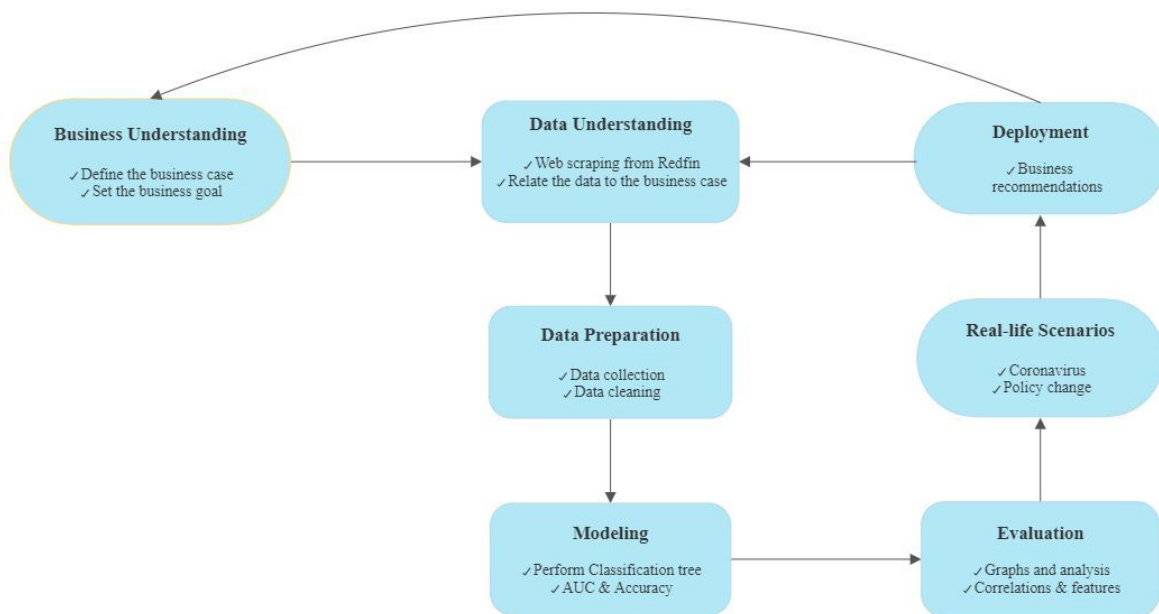 Business Understanding
✓Define the business case
✓Set the business goal
Data Understanding
✓Web scraping from Redfin
✓Relate the data to the business case
Deployment
✓Business
recommendations
Data Preparation
✓Data collection
✓Data cleaning
Real-life Scenarios
✓Coronavirus
✓Policy change
Modeling
✓Perform Classification tree
✓AUC & Accuracy
Evaluation
✓Graphs and analysis
✓Correlations & features